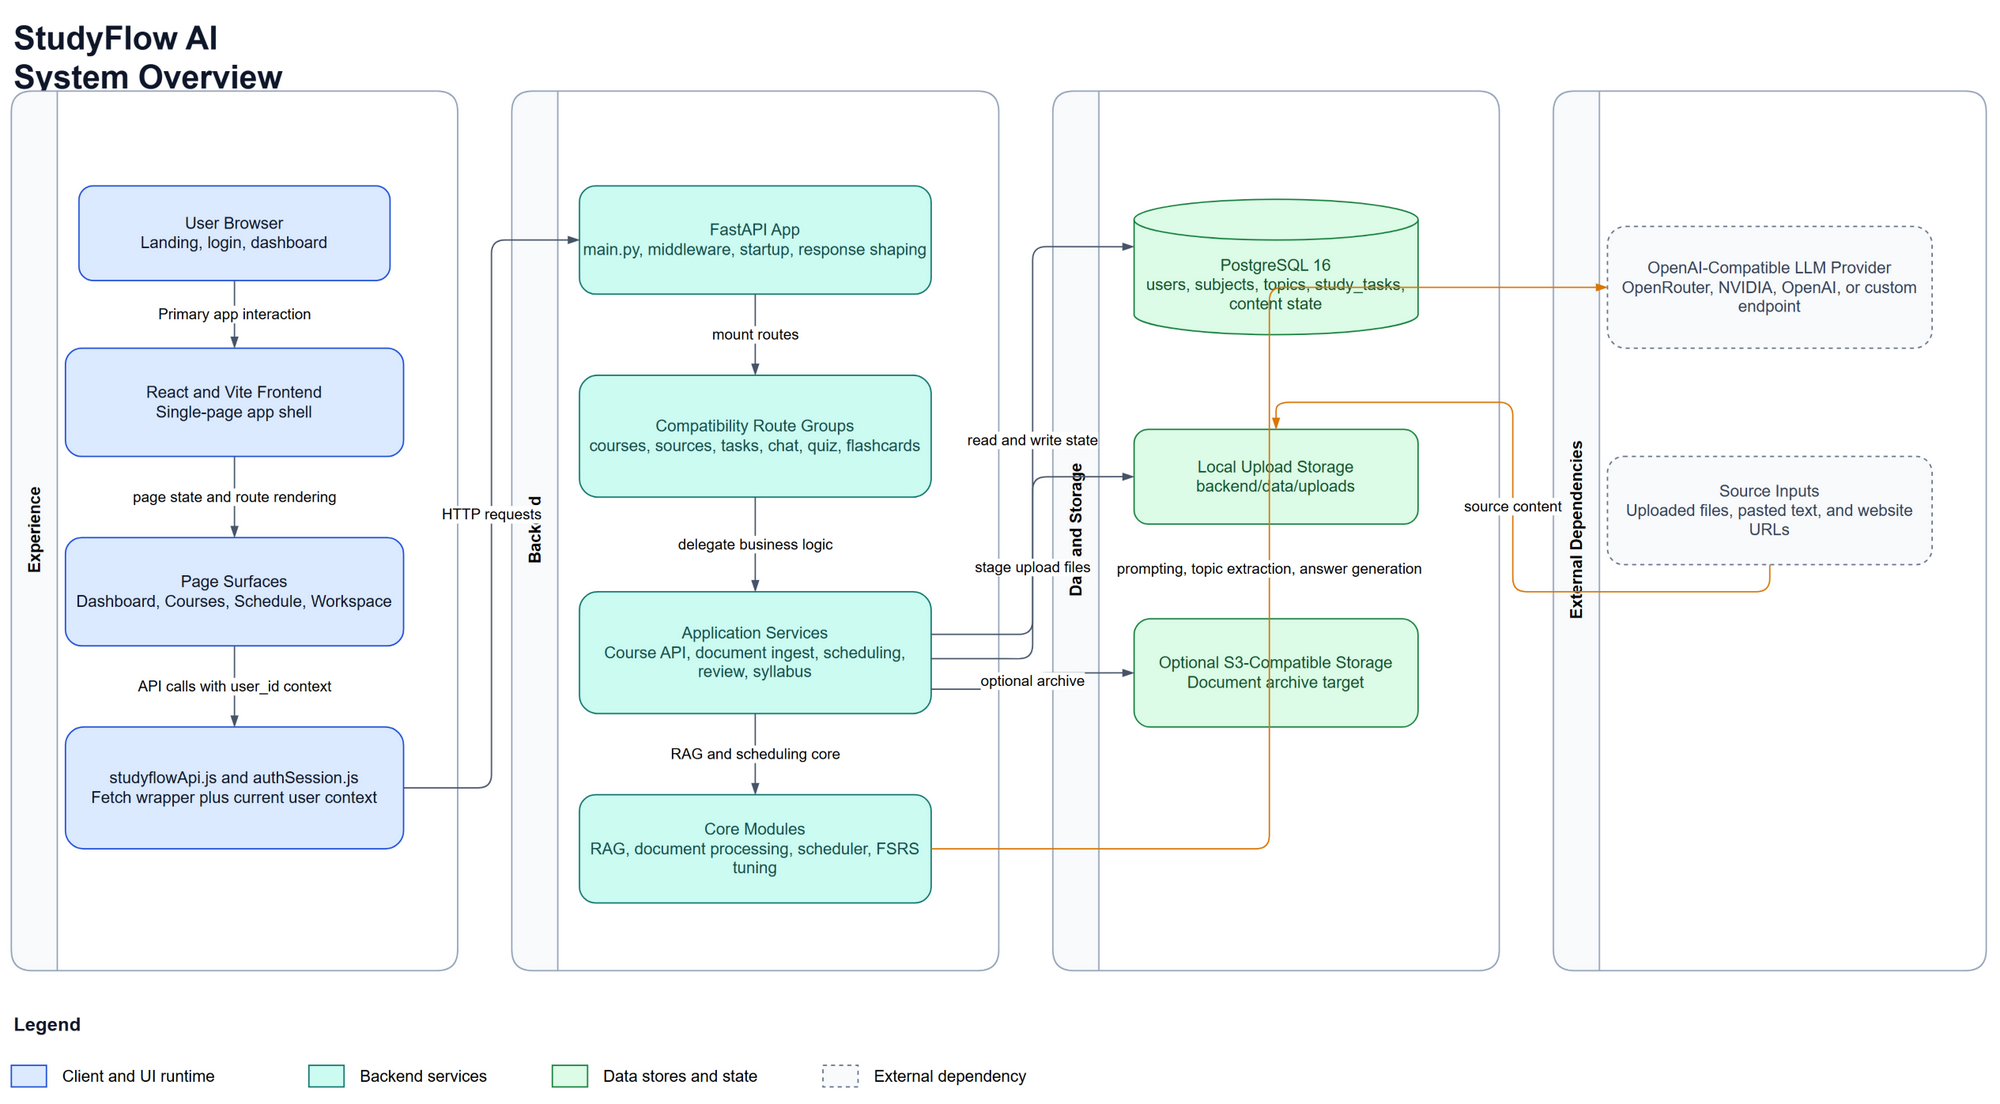 StudyFlow AI
System Overview
Experience
User Browser
Landing, login, dashboard
Primary app interaction
React and Vite Frontend
Single-page app shell
page state and route rendering
Page Surfaces
Dashboard, Courses, Schedule, Workspace
API calls with user_id context
studyflowApi.js and authSession.js
Fetch wrapper plus current user context
HTTP requests
FastAPI App
main.py, middleware, startup, response shaping
mount routes
Compatibility Route Groups
courses, sources, tasks, chat, quiz, flashcards
delegate business logic
Application Services
Course API, document ingest, scheduling,
review, syllabus
RAG and scheduling core
Core Modules
RAG, document processing, scheduler, FSRS
tuning
read and write state
stage upload files
optional archive
and Storage
PostgreSQL 16
users, subjects, topics, study_tasks,
content state
Local Upload Storage
backend/data/uploads
prompting, topic extraction, answer generation
Optional S3-Compatible Storage
Document archive target
source content
External Dependencies
OpenAI-Compatible LLM Provider
OpenRouter, NVIDIA, OpenAI, or custom
endpoint
Source Inputs
Uploaded files, pasted text, and website
URLs
Legend
Client and UI runtime
Backend services
Data stores and state
External dependency